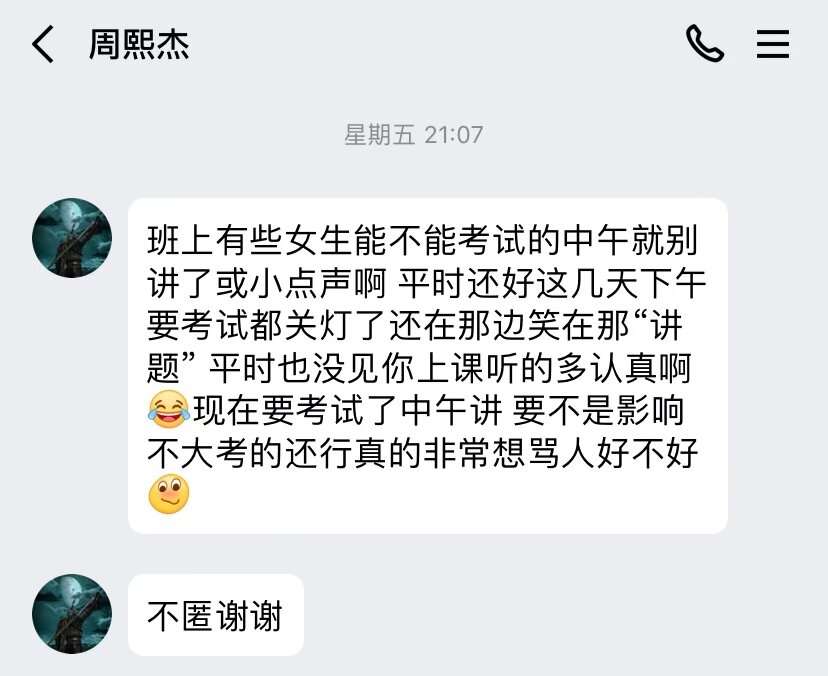 周熙杰
星期五 21:07
班上有些女生能不能考试的中午就别
讲了或小点声啊 平时还好这几天下午
要考试都关灯了还在那边笑在那“讲
题” 平时也没见你上课听的多认真啊
😂现在要考试了中午讲 要不是影响
不大考的还行真的非常想骂人好不好
不匿谢谢